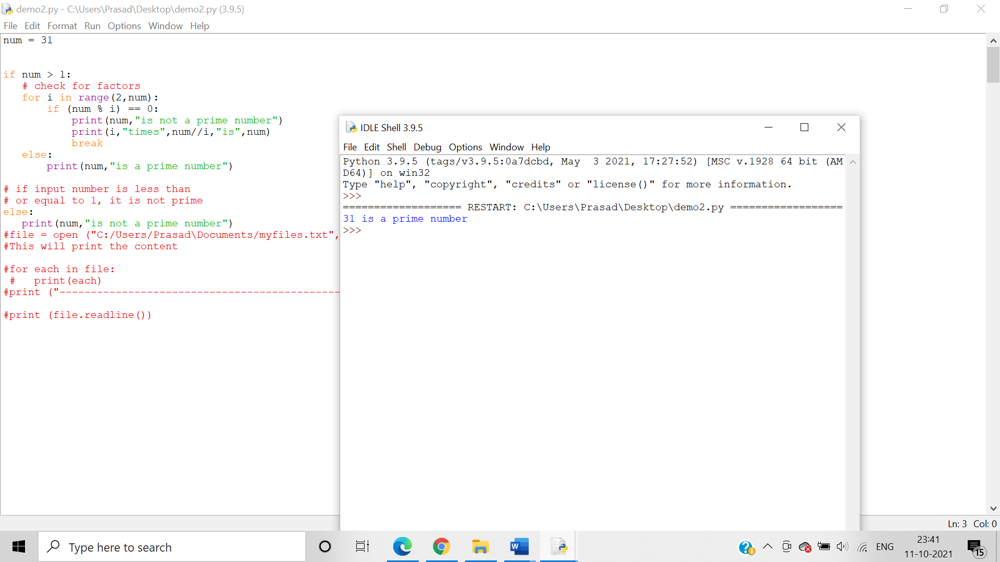 demo2.py - C:\Users\Prasad\Desktop\demo2.py (3.9.5)
File Edit Format Run Options Window Help
num = 31
if num > 1:
# check for factors
for i in range(2,num):
if (num % i) == 0:
print(num,"is not a prime number")
print(i,"times",num//i,"is",num)
break
else:
print(num,"is a prime number")
# if input number is less than
# or equal to 1, it is not prime
else:
print(num,"is not a prime number")
#file = open ("C:/Users/Prasad\Documents/myfiles.txt",
#This will print the content
#for each in file:
#   print(each)
#print ("---------------------------------------------
#print (file.readline())
IDLE Shell 3.9.5
File Edit Shell Debug Options Window Help
Python 3.9.5 (tags/v3.9.5:0a7dcbd, May  3 2021, 17:27:52) [MSC v.1928 64 bit (AM
D64)] on win32
Type "help", "copyright", "credits" or "license()" for more information.
>>>
=================== RESTART: C:\Users\Prasad\Desktop\demo2.py ==================
31 is a prime number
>>>
Ln: 3 Col: 0
Type here to search
ENG
23:41
11-10-2021
15